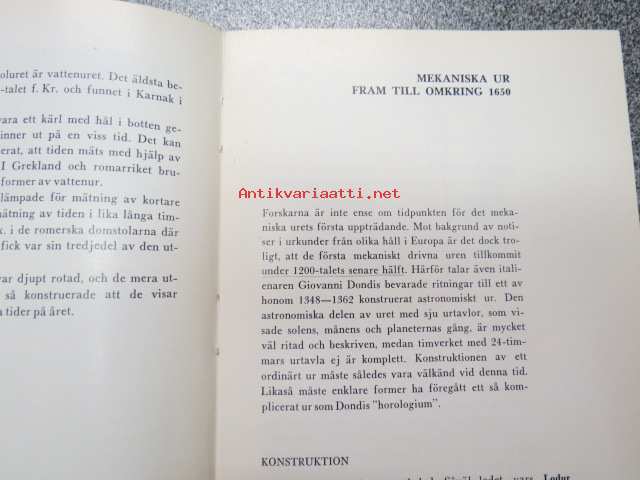 oluret är vattenuret. Det äldsta be-
-talet f. Kr. och funnet i Karnak i
vara ett kärl med hål i botten ge-
inner ut på en viss tid. Det kan
erat, att tiden mäts med hjälp av
I Grekland och romarriket bru-
former av vattenur.
lämpade för mätning av kortare
mätning av tiden i lika långa tim-
k. i de romerska domstolarna där
fick var sin tredjedel av den ut-
var djupt rotad, och de mera ut-
så konstruerade att de visar
a tider på året.
MEKANISKA UR
FRAM TILL OMKRING 1650
Antikvariaatti.net
Forskarna är inte ense om tidpunkten för det meka-
niska urets första uppträdande. Mot bakgrund av noti-
ser i urkunder från olika håll i Europa är det dock tro-
ligt, att de första mekaniskt drivna uren tillkommit
under 1200-talets senare hälft. Härför talar även itali-
enaren Giovanni Dondis bevarade ritningar till ett av
honom 1348—1362 konstruerat astronomiskt ur. Den
astronomiska delen av uret med sju urtavlor, som vi-
sade solens, månens och planeternas gång, är mycket
väl ritad och beskriven, medan timverket med 24-tim-
mars urtavla ej är komplett. Konstruktionen av ett
ordinärt ur måste således vara välkänd vid denna tid.
Likaså måste enklare former ha föregått ett så kom-
plicerat ur som Dondis "horologium".
KONSTRUKTION
lodet, vars Lodur